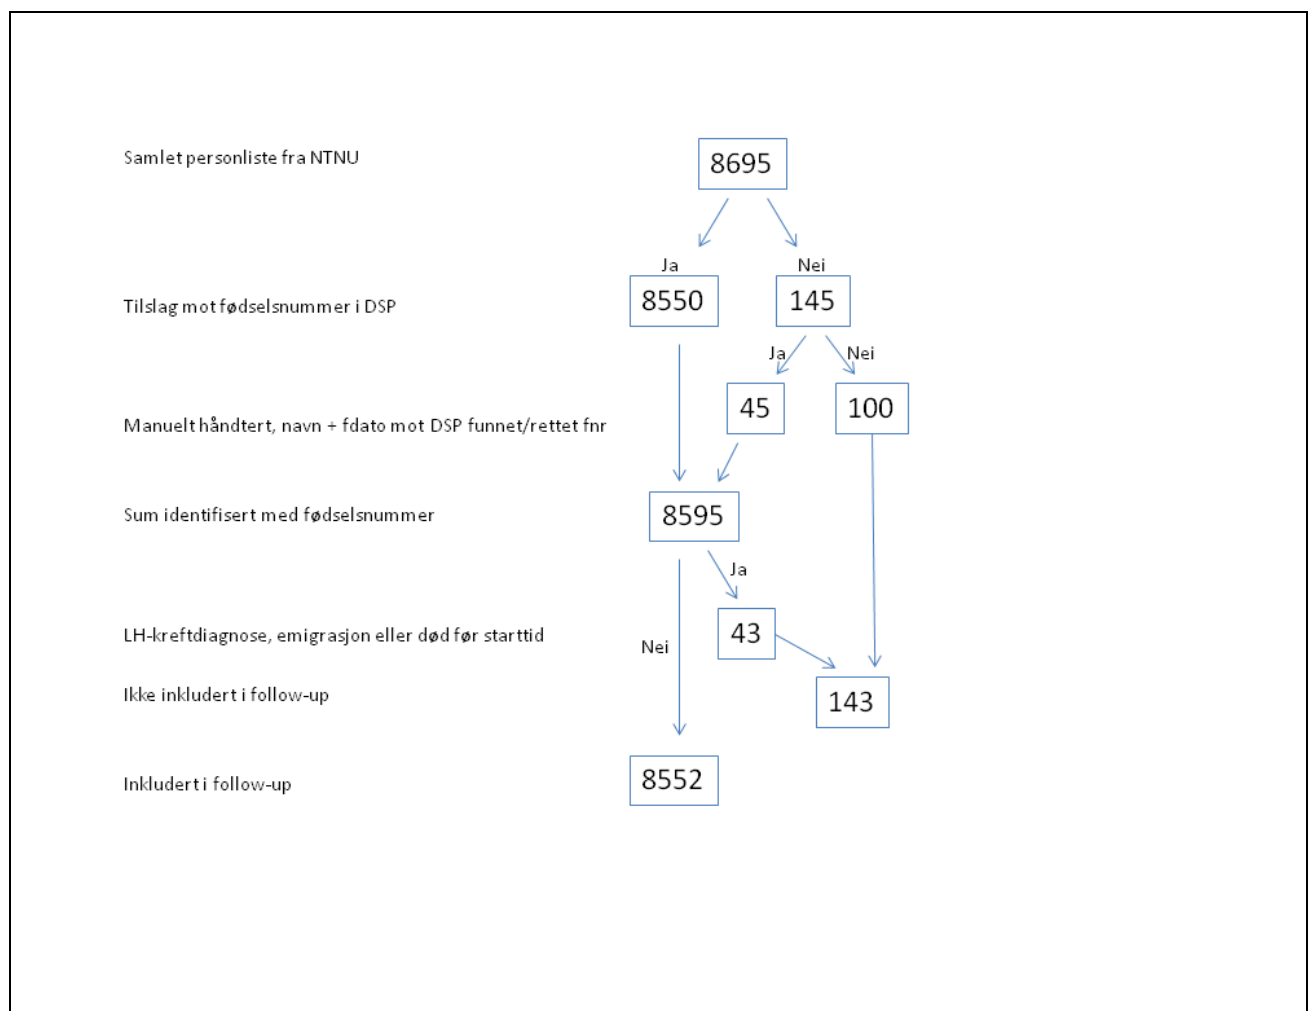 Samlet personliste fra NTNU
8695
Ja
Nei
Tilslag mot fødselsnummer i DSP
8550
145
Ja
Nei
Manuelt håndtert, navn + fdato mot DSP funnet/rettet fnr
45
100
Sum identifisert med fødselsnummer
8595
Ja
LH-kreftdiagnose, emigrasjon eller død før starttid
43
Nei
Ikke inkludert i follow-up
143
Inkludert i follow-up
8552